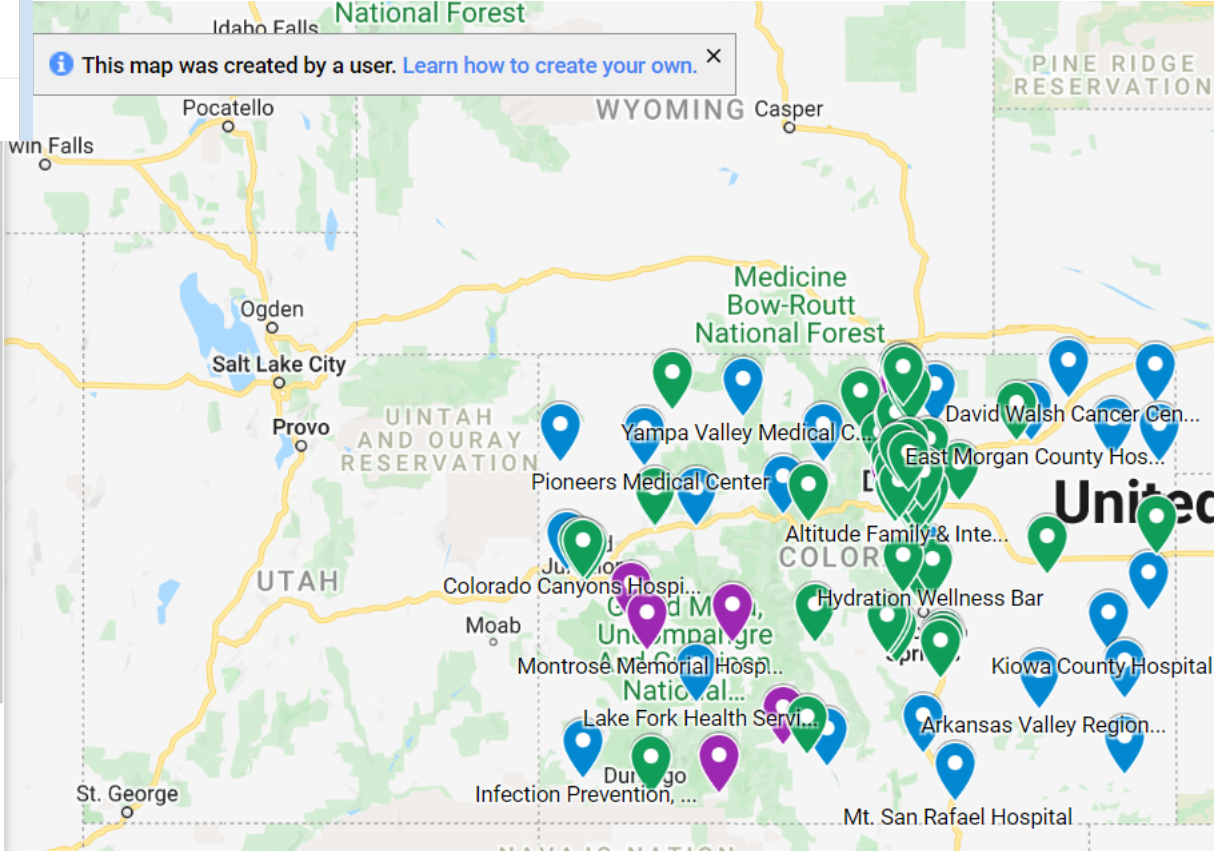 National Forest
Idaho Falls
This map was created by a user. Learn how to create your own.
PINE RIDGE
RESERVATION
Pocatello
WYOMING
Casper
win Falls
Medicine
Bow-Routt
National Forest
Ogden
Salt Lake City
UINTAH
AND OURAY
RESERVATION
Provo
David Walsh Cancer Cen...
Yampa Valley Medical C...
East Morgan County Hos...
Pioneers Medical Center
D
United
Altitude Family & Inte...
COLOR
UTAH
Colorado Canyons Hospi...
Hydration Wellness Bar
Moab
Uncompangre
Montrose Memorial Hosp...
Kiowa County Hospital
National...
Lake Fork Health Servi...
Arkansas Valley Region...
Infection Prevention, ...
St. George
Mt. San Rafael Hospital
NAVAJO NATION